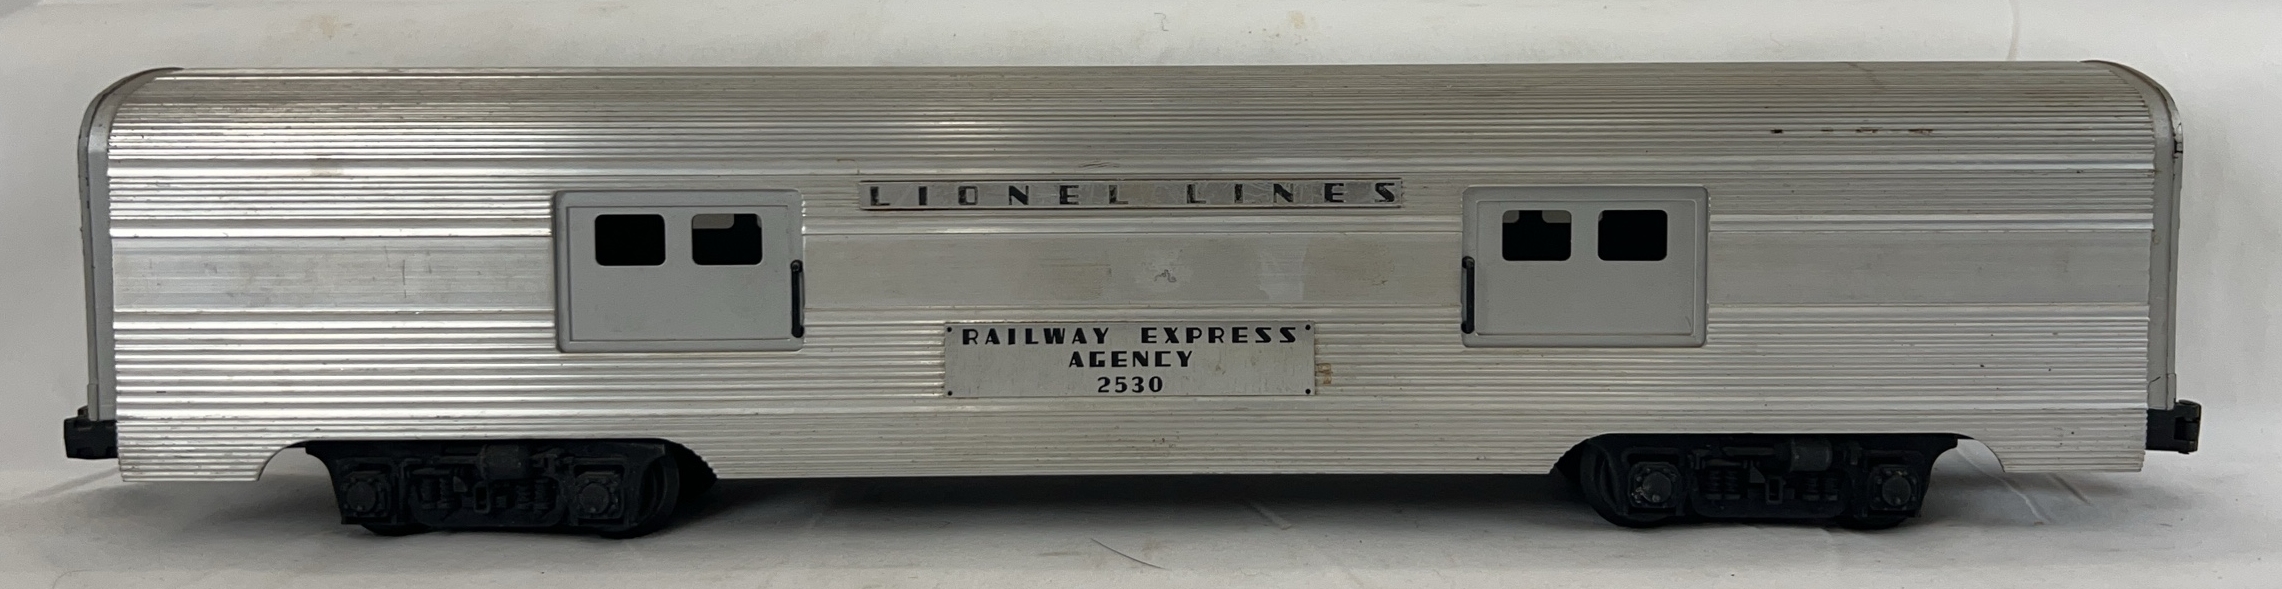 LIONEL LINES
RAILWAY EXPRESS
AGENCY
2530